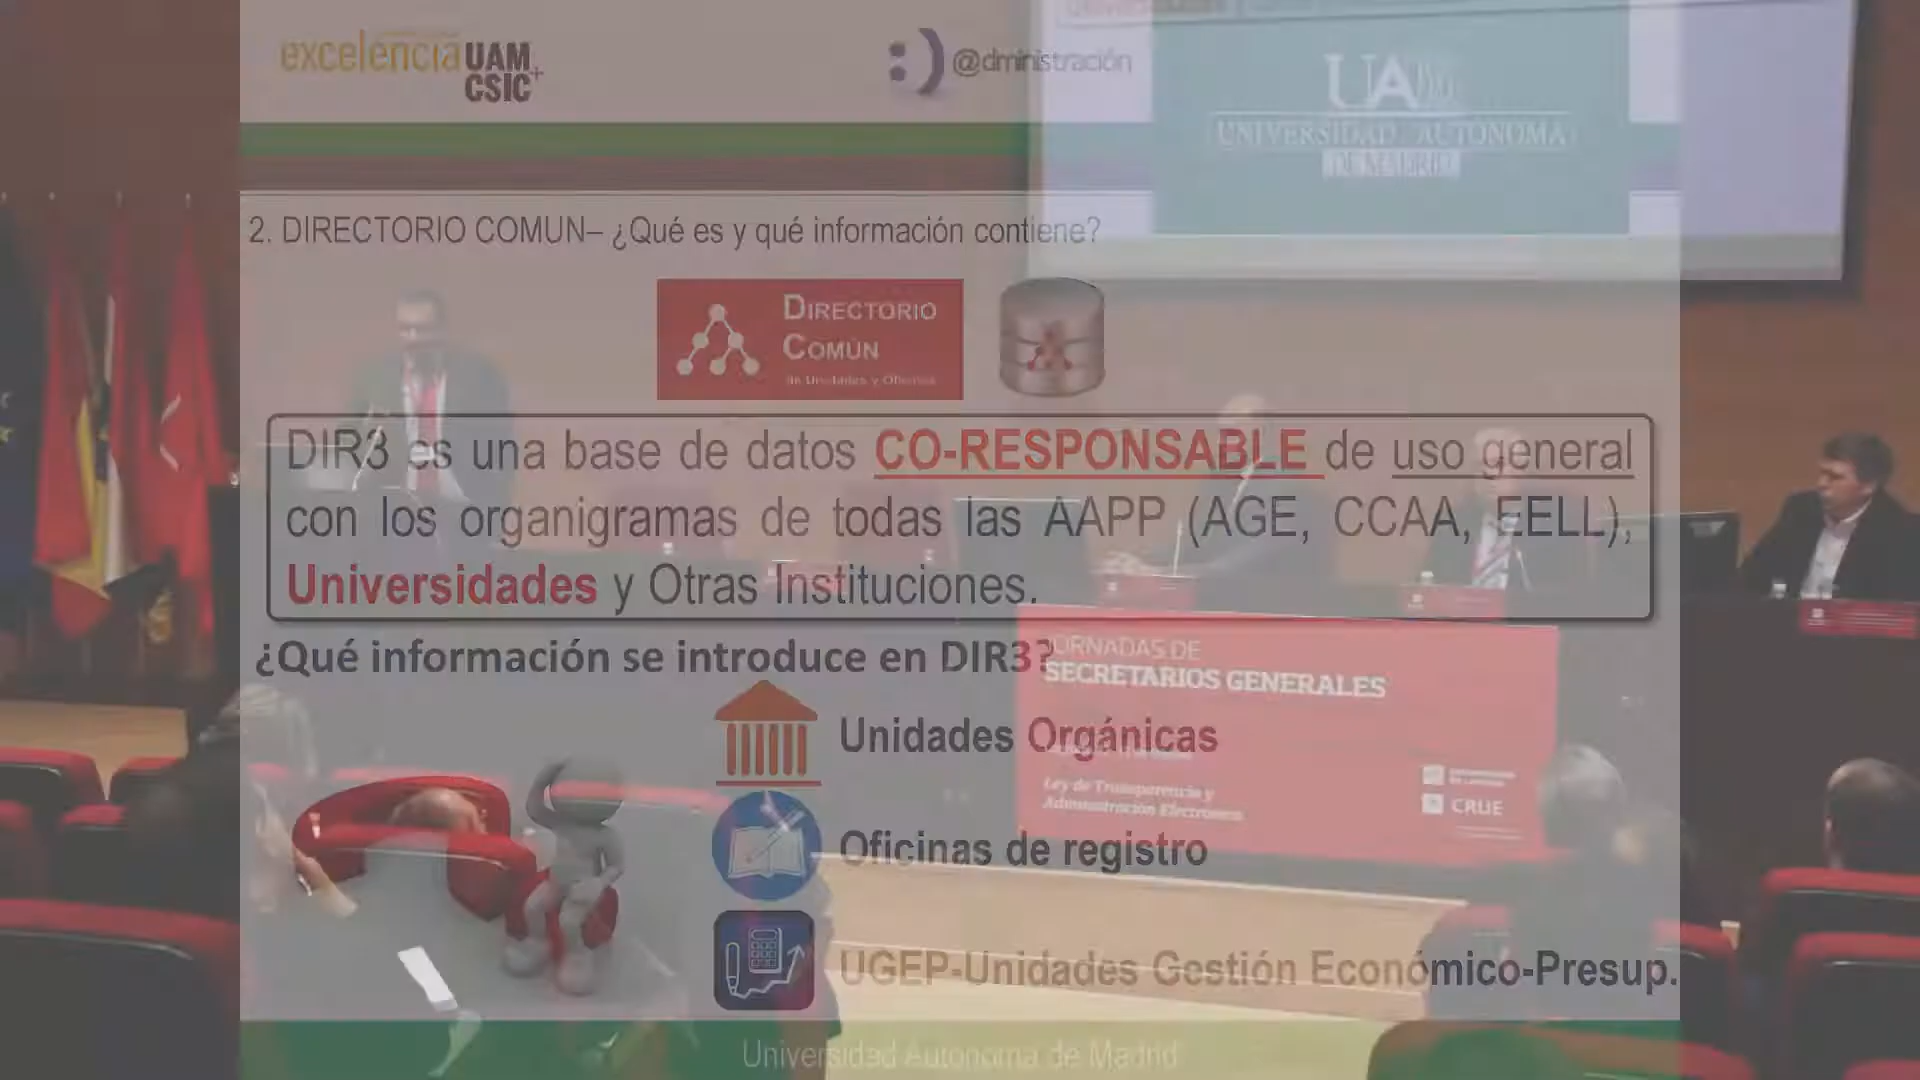 excelencia UAM
CSIC+
:) @dministración
UAM
UNIVERSIDAD AUTONOMA
DE MADRID
2. DIRECTORIO COMUN– ¿Qué es y qué información contiene?
DIRECTORIO
COMÚN
de Unidades y Oficinas
DIR3 es una base de datos CO-RESPONSABLE de uso general
con los organigramas de todas las AAPP (AGE, CCAA, EELL),
Universidades y Otras Instituciones.
¿Qué información se introduce en DIR3?
JORNADAS DE
SECRETARIOS GENERALES
Unidades Orgánicas
Ley de Transparencia y
Administración Electrónica
CRUE
Oficinas de registro
UGEP-Unidades Gestión Económico-Presup.
Universidad Autonoma de Madrid